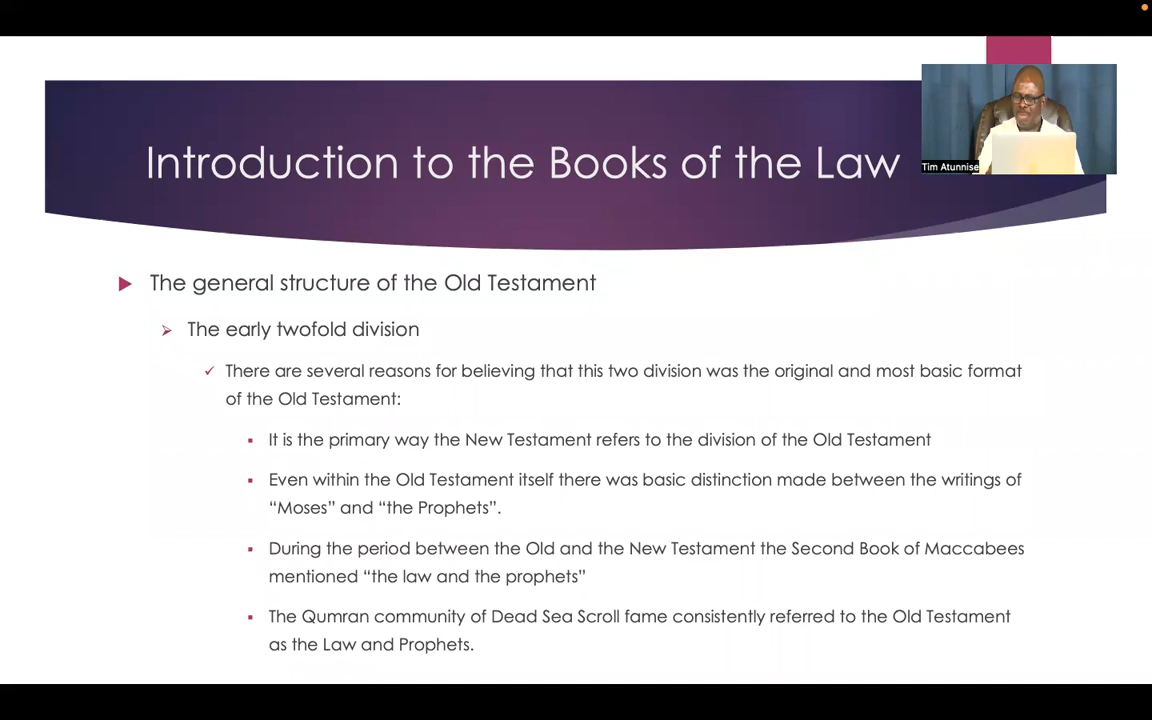 Introduction to the Books of the Law
Tim Atunnise
The general structure of the Old Testament
The early twofold division
There are several reasons for believing that this two division was the original and most basic format
of the Old Testament:
It is the primary way the New Testament refers to the division of the Old Testament
Even within the Old Testament itself there was basic distinction made between the writings of
“Moses” and “the Prophets”.
During the period between the Old and the New Testament the Second Book of Maccabees
mentioned “the law and the prophets”
The Qumran community of Dead Sea Scroll fame consistently referred to the Old Testament
as the Law and Prophets.